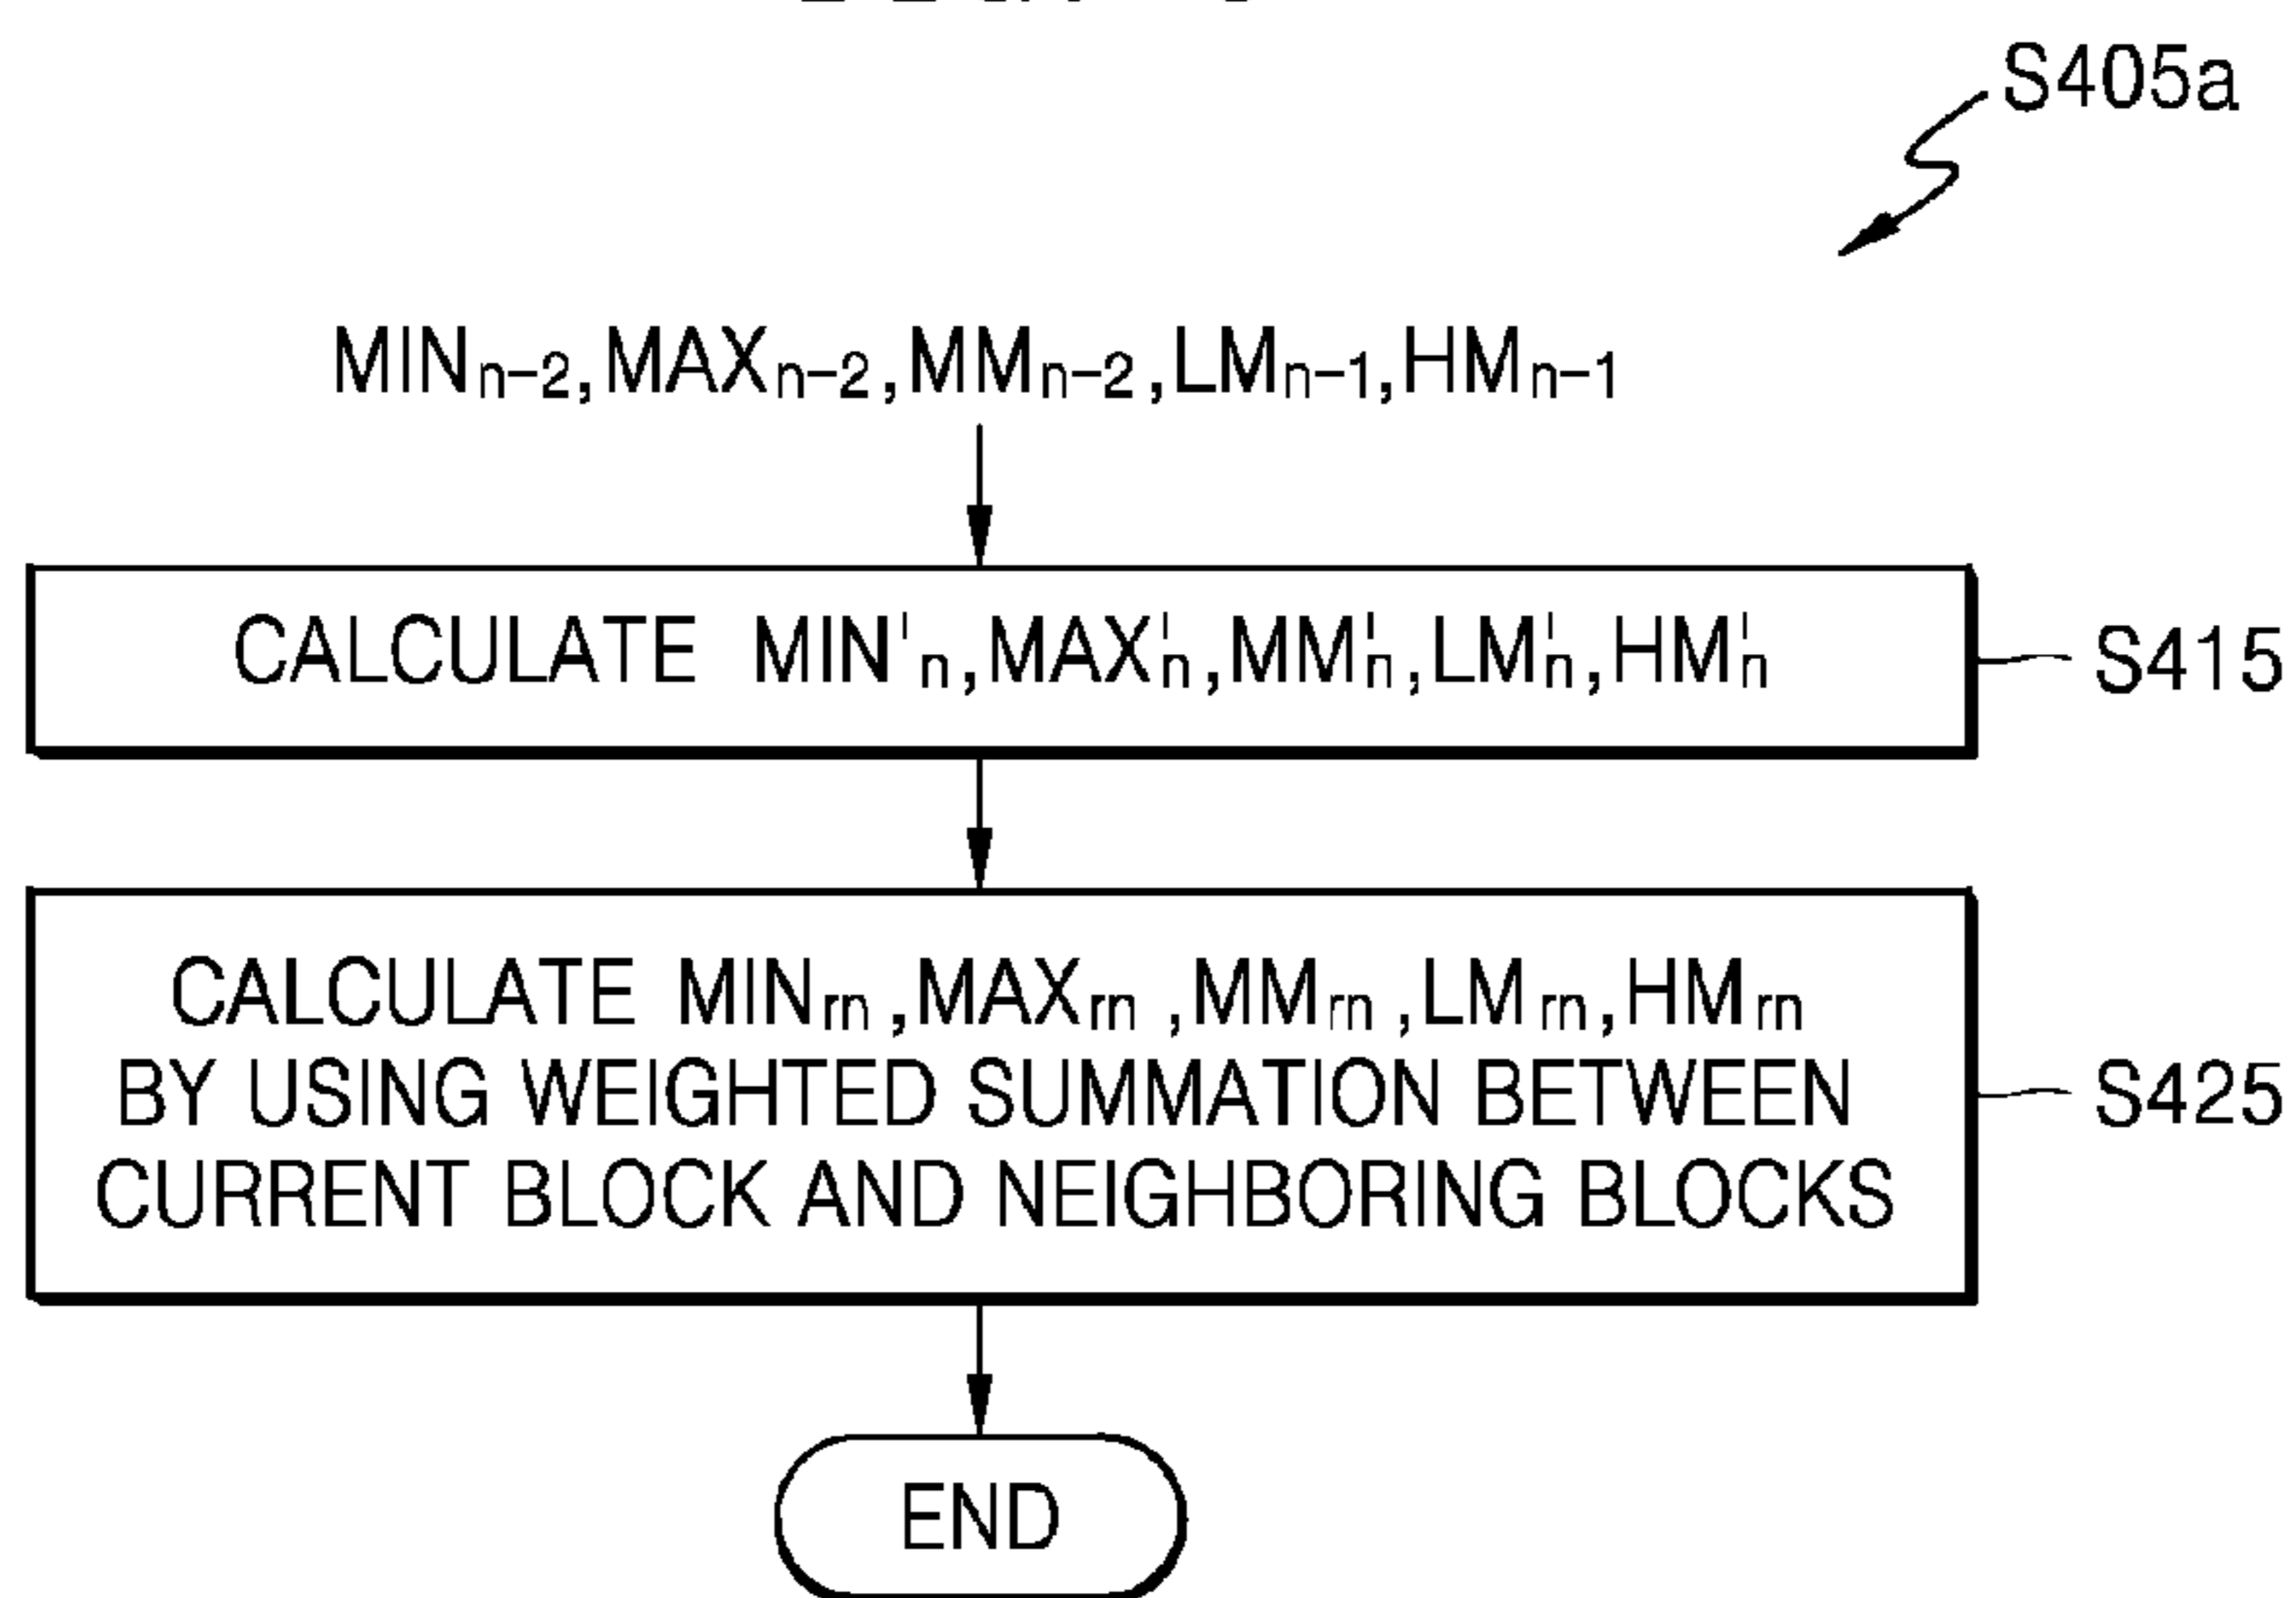 S405a
MINₙ₋₂,MAXₙ₋₂,MMₙ₋₂,LMₙ₋₁,HMₙ₋₁
CALCULATE MIN'ₙ,MAX'ₙ,MM'ₙ,LM'ₙ,HM'ₙ
S415
CALCULATE MINᵣₙ,MAXᵣₙ,MMᵣₙ,LMᵣₙ,HMᵣₙ
BY USING WEIGHTED SUMMATION BETWEEN
S425
CURRENT BLOCK AND NEIGHBORING BLOCKS
END